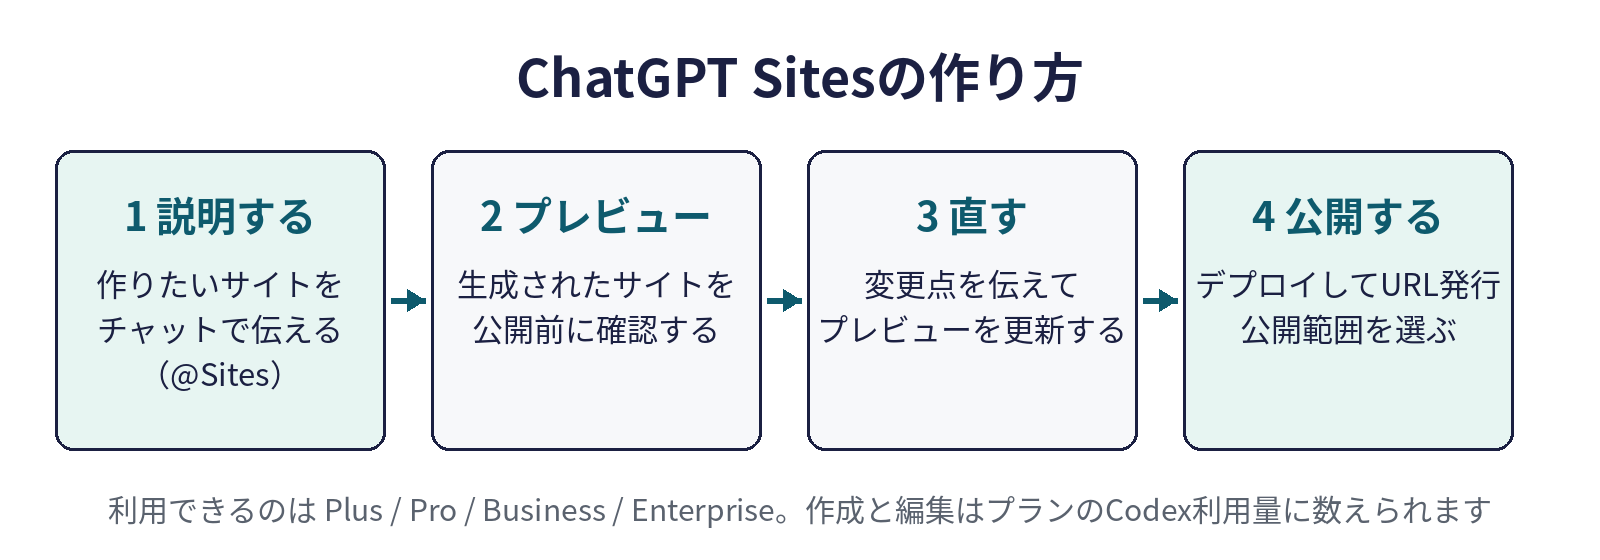 ChatGPT Sitesの作り方
1 説明する
作りたいサイトを
チャットで伝える
（@Sites）
2 プレビュー
生成されたサイトを
公開前に確認する
3 直す
変更点を伝えて
プレビューを更新する
4 公開する
デプロイしてURL発行
公開範囲を選ぶ
利用できるのは Plus / Pro / Business / Enterprise。作成と編集はプランのCodex利用量に数えられます